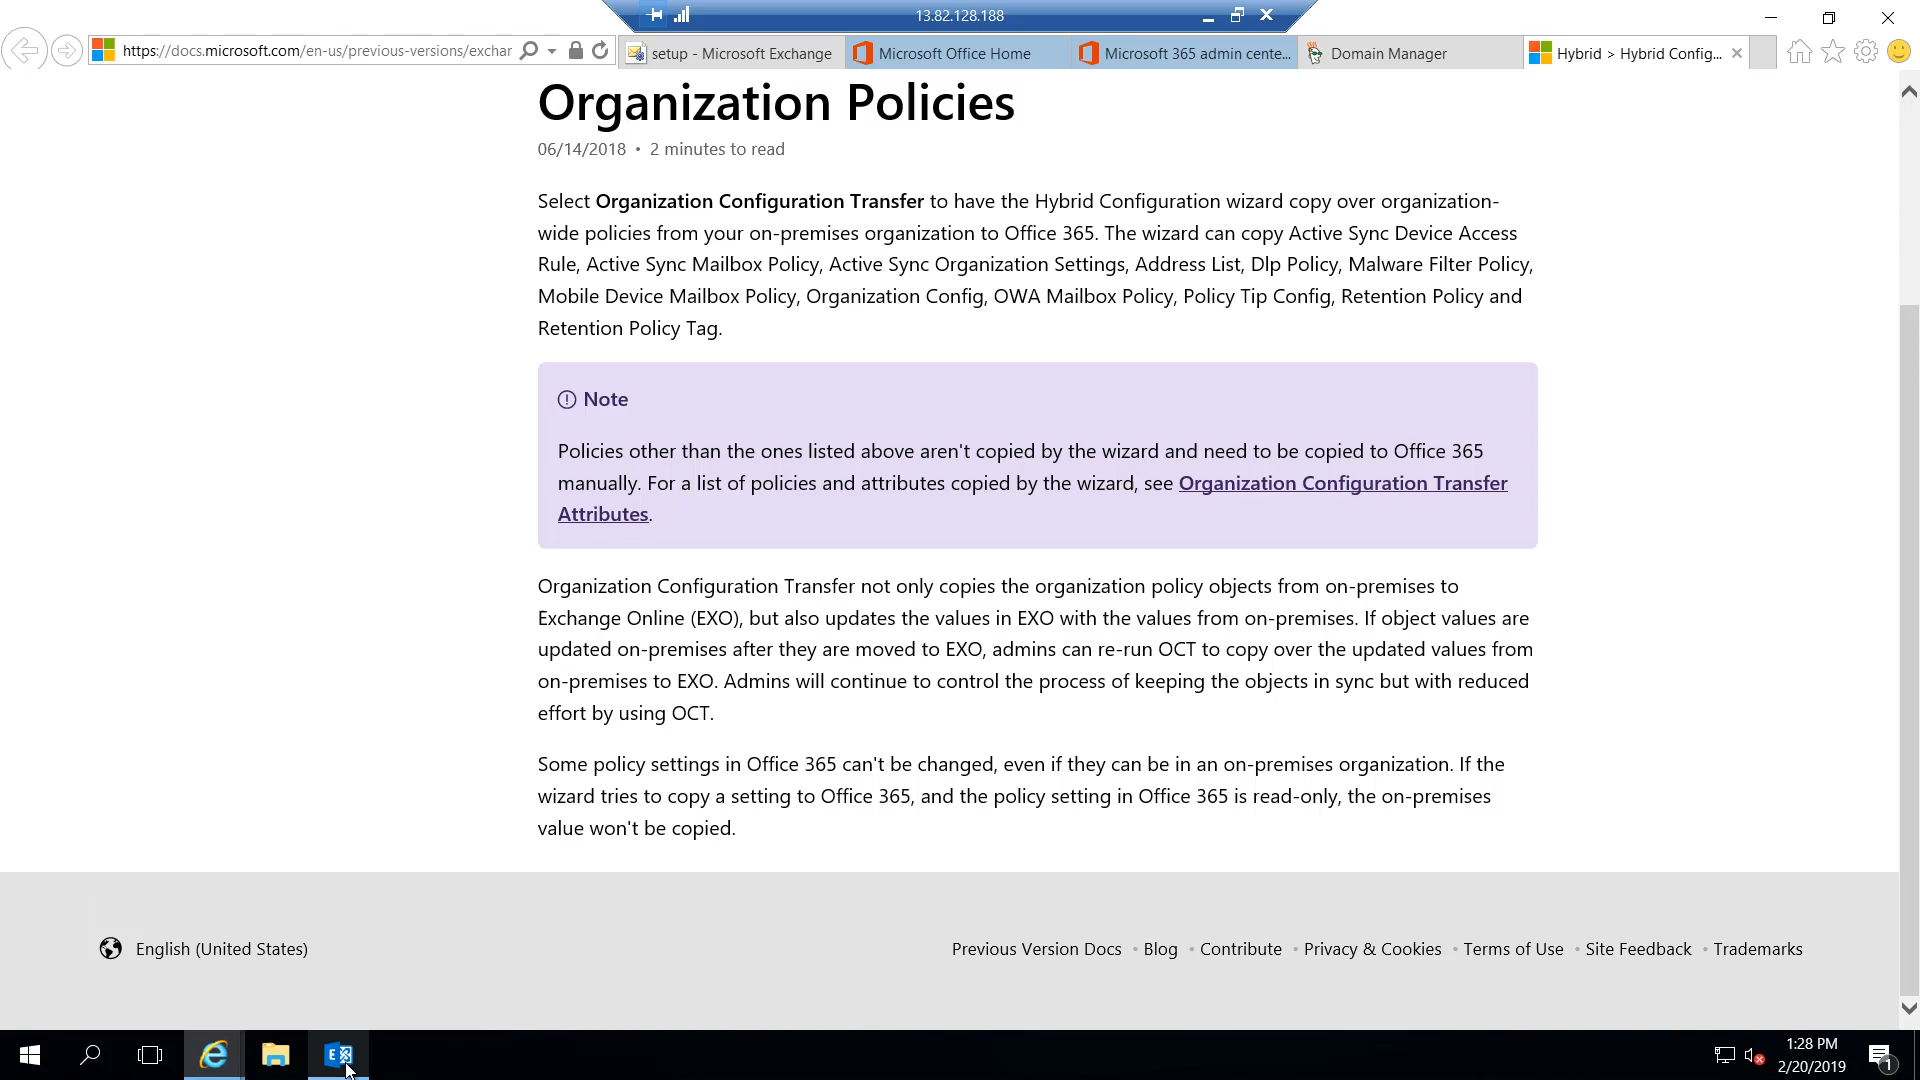 13.82.128.188
https://docs.microsoft.com/en-us/previous-versions/exchar
setup - Microsoft Exchange
Microsoft Office Home
Microsoft 365 admin cente...
Domain Manager
Hybrid > Hybrid Config...
Organization Policies
06/14/2018 • 2 minutes to read
Select Organization Configuration Transfer to have the Hybrid Configuration wizard copy over organization-
wide policies from your on-premises organization to Office 365. The wizard can copy Active Sync Device Access
Rule, Active Sync Mailbox Policy, Active Sync Organization Settings, Address List, Dlp Policy, Malware Filter Policy,
Mobile Device Mailbox Policy, Organization Config, OWA Mailbox Policy, Policy Tip Config, Retention Policy and
Retention Policy Tag.
Note
Policies other than the ones listed above aren't copied by the wizard and need to be copied to Office 365
manually. For a list of policies and attributes copied by the wizard, see Organization Configuration Transfer
Attributes.
Organization Configuration Transfer not only copies the organization policy objects from on-premises to
Exchange Online (EXO), but also updates the values in EXO with the values from on-premises. If object values are
updated on-premises after they are moved to EXO, admins can re-run OCT to copy over the updated values from
on-premises to EXO. Admins will continue to control the process of keeping the objects in sync but with reduced
effort by using OCT.
Some policy settings in Office 365 can't be changed, even if they can be in an on-premises organization. If the
wizard tries to copy a setting to Office 365, and the policy setting in Office 365 is read-only, the on-premises
value won't be copied.
English (United States)
Previous Version Docs • Blog • Contribute • Privacy & Cookies • Terms of Use • Site Feedback • Trademarks
1:28 PM
2/20/2019
1